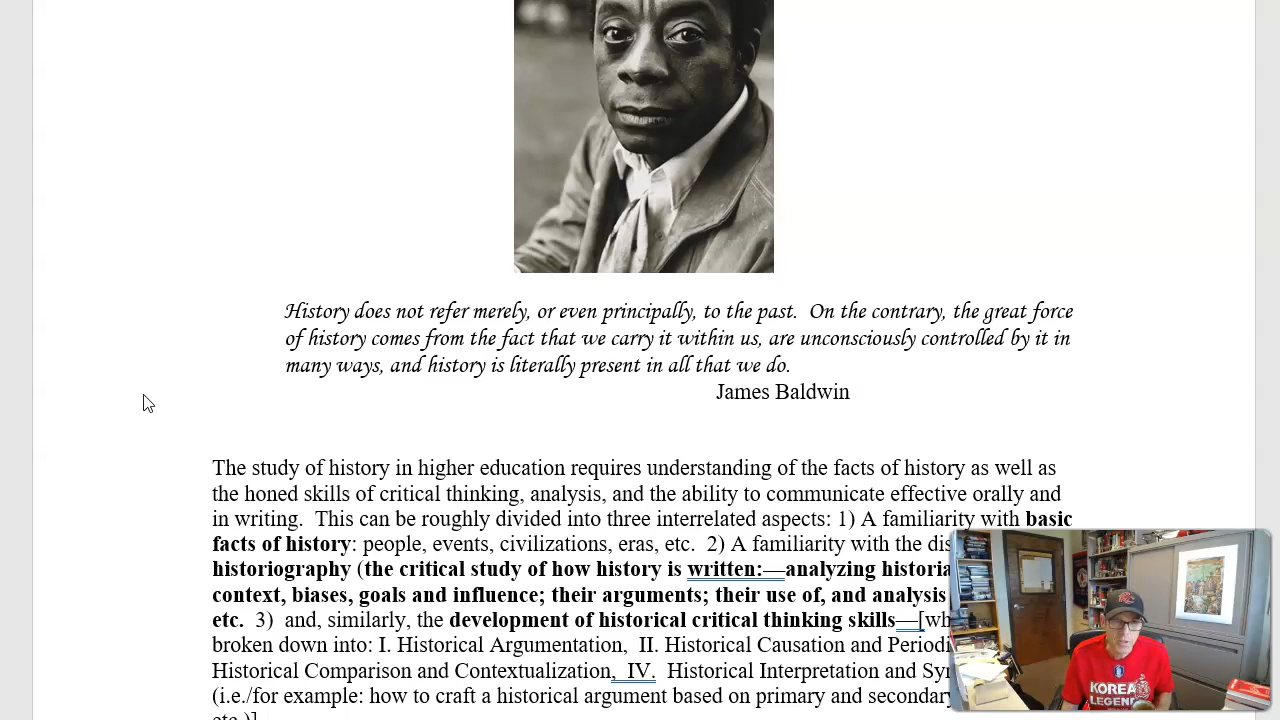 History does not refer merely, or even principally, to the past.  On the contrary, the great force
of history comes from the fact that we carry it within us, are unconsciously controlled by it in
many ways, and history is literally present in all that we do.
James Baldwin
The study of history in higher education requires understanding of the facts of history as well as
the honed skills of critical thinking, analysis, and the ability to communicate effective orally and
in writing.  This can be roughly divided into three interrelated aspects: 1) A familiarity with basic
facts of history: people, events, civilizations, eras, etc.  2) A familiarity with the
historiography (the critical study of how history is written:—analyzing
context, biases, goals and influence; their arguments; their use of, and analysis
etc.  3)  and, similarly, the development of historical critical thinking skills—
broken down into: I. Historical Argumentation,  II. Historical Causation and
Historical Comparison and Contextualization,  IV.  Historical Interpretation and
(i.e./for example: how to craft a historical argument based on primary and secondary
KOREA
LEGEND